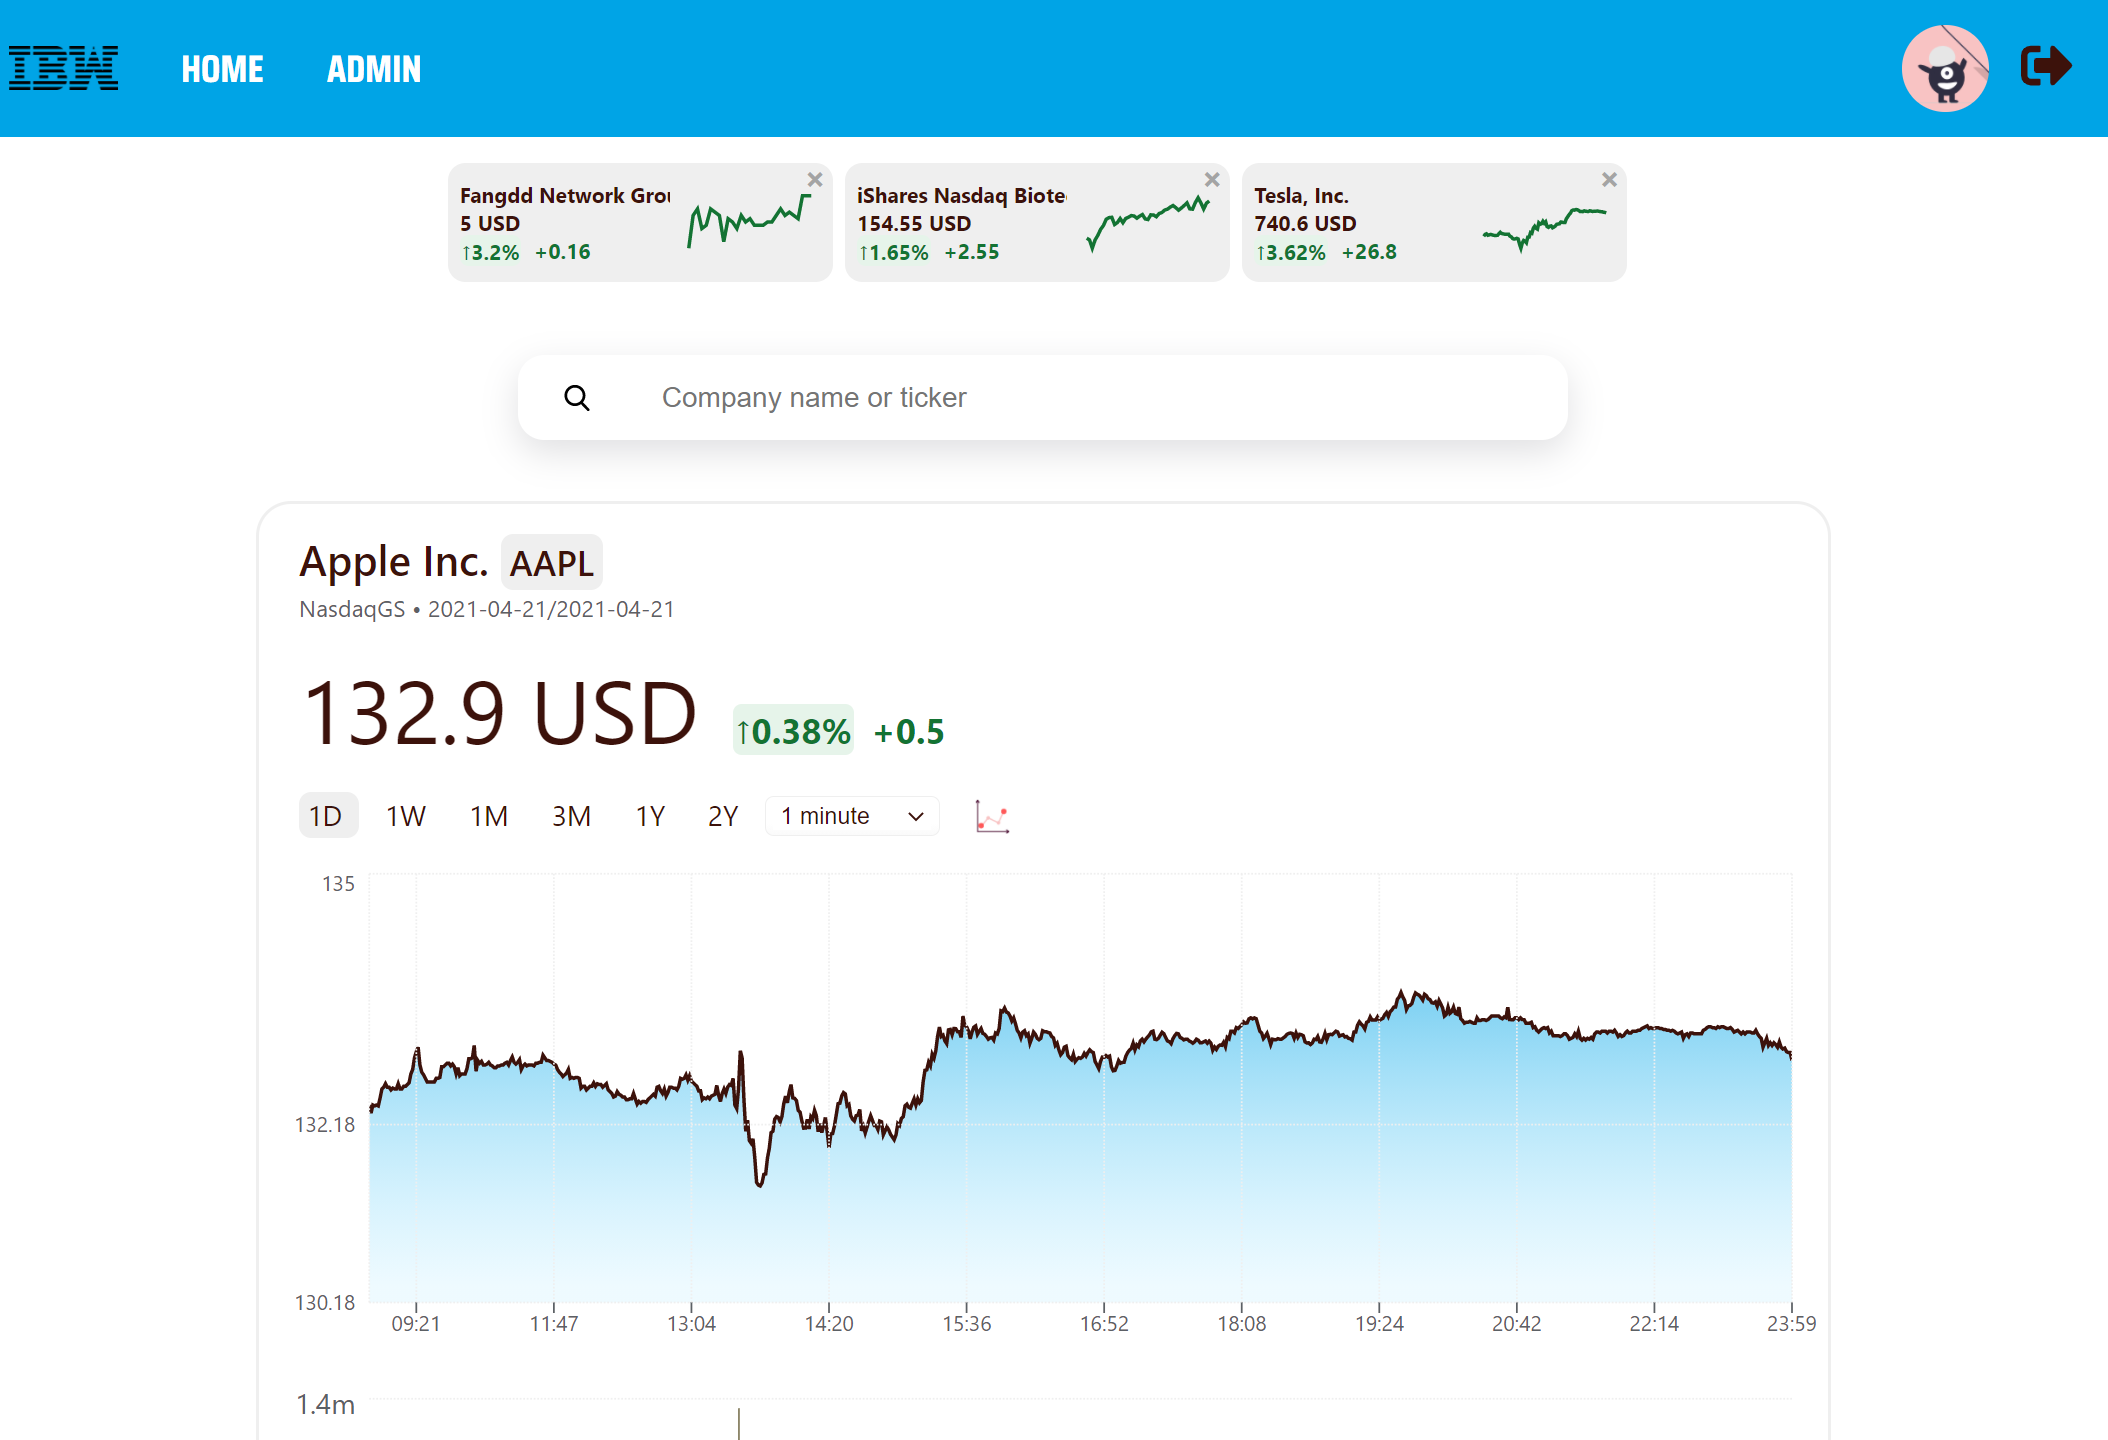 IBW HOME ADMIN
Fangdd Network Grou
5 USD
↑3.2% +0.16
iShares Nasdaq Biote
154.55 USD
↑1.65% +2.55
Tesla, Inc.
740.6 USD
↑3.62% +26.8
Company name or ticker
Apple Inc. AAPL
NasdaqGS • 2021-04-21/2021-04-21
132.9 USD ↑0.38% +0.5
1D 1W 1M 3M 1Y 2Y 1 minute
135
132.18
130.18
09:21 11:47 13:04 14:20 15:36 16:52 18:08 19:24 20:42 22:14 23:59
1.4m